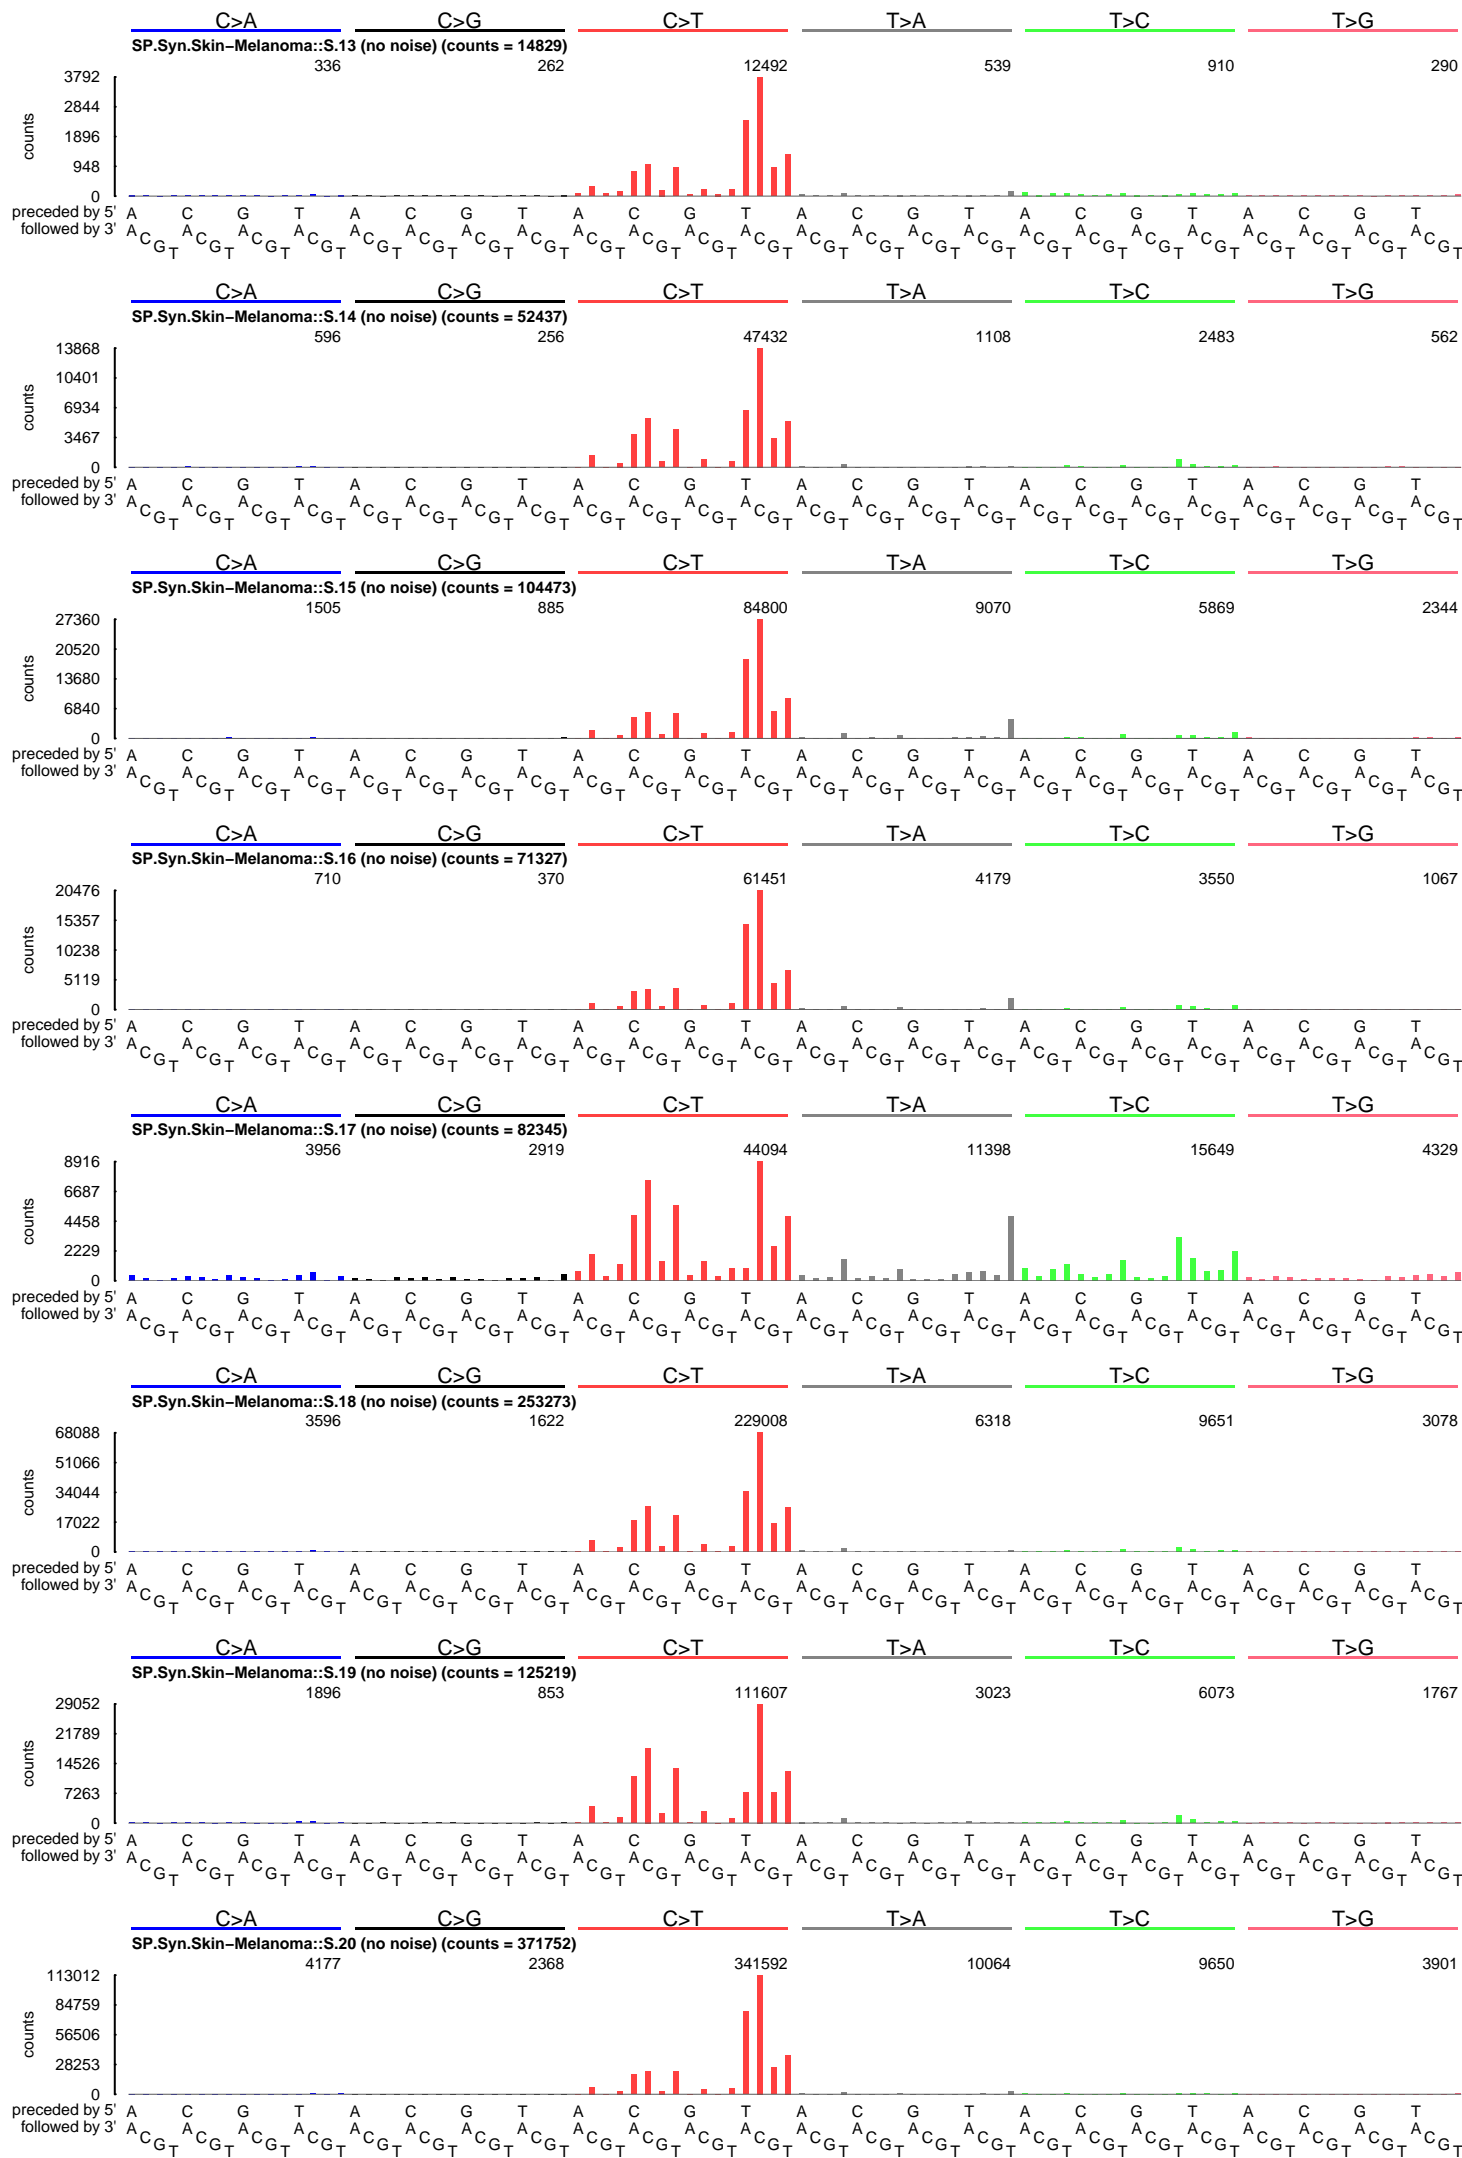 C>A C>G C>T T>A T>C T>G
SP.Syn.Skin−Melanoma::S.13 (no noise) (counts = 14829)
336 262 12492 539 910 290
3792
2844
1896
948
0
counts
preceded by 5' A C G T A C G T A C G T A C G T A C G T A C G T
followed by 3' A C G T A C G T A C G T A C G T A C G T A C G T A C G T A C G T A C G T A C G T A C G T A C G T A C G T A C G T A C G T A C G T A C G T A C G T A C G T A C G T A C G T A C G T A C G T A C G T
C>A C>G C>T T>A T>C T>G
SP.Syn.Skin−Melanoma::S.14 (no noise) (counts = 52437)
596 256 47432 1108 2483 562
13868
10401
6934
3467
0
counts
preceded by 5' A C G T A C G T A C G T A C G T A C G T A C G T
followed by 3' A C G T A C G T A C G T A C G T A C G T A C G T A C G T A C G T A C G T A C G T A C G T A C G T A C G T A C G T A C G T A C G T A C G T A C G T A C G T A C G T A C G T A C G T A C G T A C G T
C>A C>G C>T T>A T>C T>G
SP.Syn.Skin−Melanoma::S.15 (no noise) (counts = 104473)
1505 885 84800 9070 5869 2344
27360
20520
13680
6840
0
counts
preceded by 5' A C G T A C G T A C G T A C G T A C G T A C G T
followed by 3' A C G T A C G T A C G T A C G T A C G T A C G T A C G T A C G T A C G T A C G T A C G T A C G T A C G T A C G T A C G T A C G T A C G T A C G T A C G T A C G T A C G T A C G T A C G T A C G T
C>A C>G C>T T>A T>C T>G
SP.Syn.Skin−Melanoma::S.16 (no noise) (counts = 71327)
710 370 61451 4179 3550 1067
20476
15357
10238
5119
0
counts
preceded by 5' A C G T A C G T A C G T A C G T A C G T A C G T
followed by 3' A C G T A C G T A C G T A C G T A C G T A C G T A C G T A C G T A C G T A C G T A C G T A C G T A C G T A C G T A C G T A C G T A C G T A C G T A C G T A C G T A C G T A C G T A C G T A C G T
C>A C>G C>T T>A T>C T>G
SP.Syn.Skin−Melanoma::S.17 (no noise) (counts = 82345)
3956 2919 44094 11398 15649 4329
8916
6687
4458
2229
0
counts
preceded by 5' A C G T A C G T A C G T A C G T A C G T A C G T
followed by 3' A C G T A C G T A C G T A C G T A C G T A C G T A C G T A C G T A C G T A C G T A C G T A C G T A C G T A C G T A C G T A C G T A C G T A C G T A C G T A C G T A C G T A C G T A C G T A C G T
C>A C>G C>T T>A T>C T>G
SP.Syn.Skin−Melanoma::S.18 (no noise) (counts = 253273)
3596 1622 229008 6318 9651 3078
68088
51066
34044
17022
0
counts
preceded by 5' A C G T A C G T A C G T A C G T A C G T A C G T
followed by 3' A C G T A C G T A C G T A C G T A C G T A C G T A C G T A C G T A C G T A C G T A C G T A C G T A C G T A C G T A C G T A C G T A C G T A C G T A C G T A C G T A C G T A C G T A C G T A C G T
C>A C>G C>T T>A T>C T>G
SP.Syn.Skin−Melanoma::S.19 (no noise) (counts = 125219)
1896 853 111607 3023 6073 1767
29052
21789
14526
7263
0
counts
preceded by 5' A C G T A C G T A C G T A C G T A C G T A C G T
followed by 3' A C G T A C G T A C G T A C G T A C G T A C G T A C G T A C G T A C G T A C G T A C G T A C G T A C G T A C G T A C G T A C G T A C G T A C G T A C G T A C G T A C G T A C G T A C G T A C G T
C>A C>G C>T T>A T>C T>G
SP.Syn.Skin−Melanoma::S.20 (no noise) (counts = 371752)
4177 2368 341592 10064 9650 3901
113012
84759
56506
28253
0
counts
preceded by 5' A C G T A C G T A C G T A C G T A C G T A C G T
followed by 3' A C G T A C G T A C G T A C G T A C G T A C G T A C G T A C G T A C G T A C G T A C G T A C G T A C G T A C G T A C G T A C G T A C G T A C G T A C G T A C G T A C G T A C G T A C G T A C G T